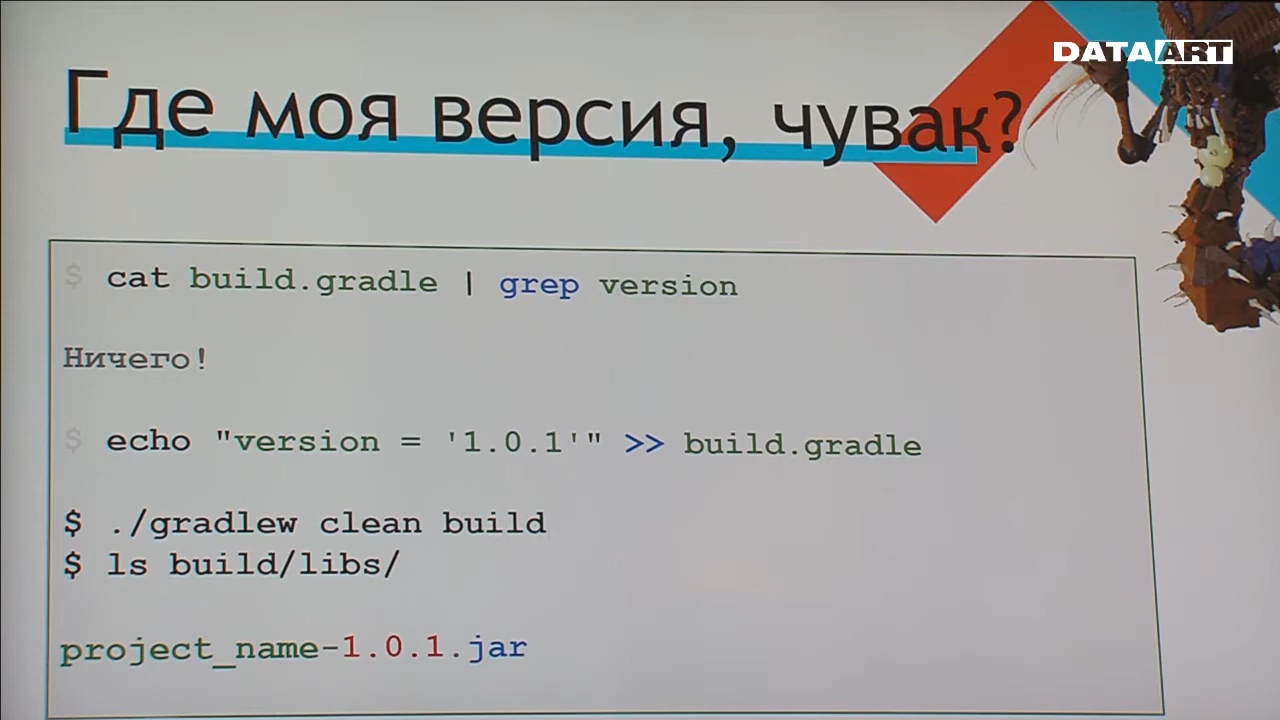 DATAART
Где моя версия, чувак?
$ cat build.gradle | grep version
Ничего!
$ echo "version = '1.0.1'" >> build.gradle
$ ./gradlew clean build
$ ls build/libs/
project_name-1.0.1.jar